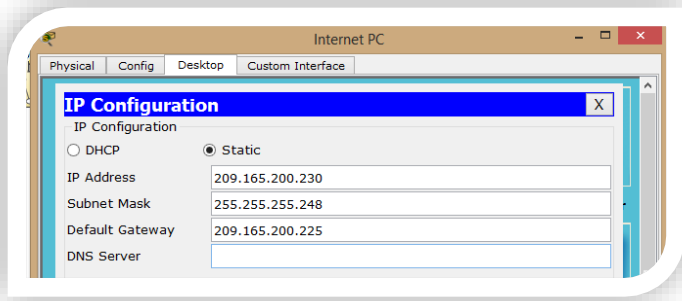 Internet PC
Physical Config Desktop Custom Interface
IP Configuration X
IP Configuration
DHCP Static
IP Address 209.165.200.230
Subnet Mask 255.255.255.248
Default Gateway 209.165.200.225
DNS Server